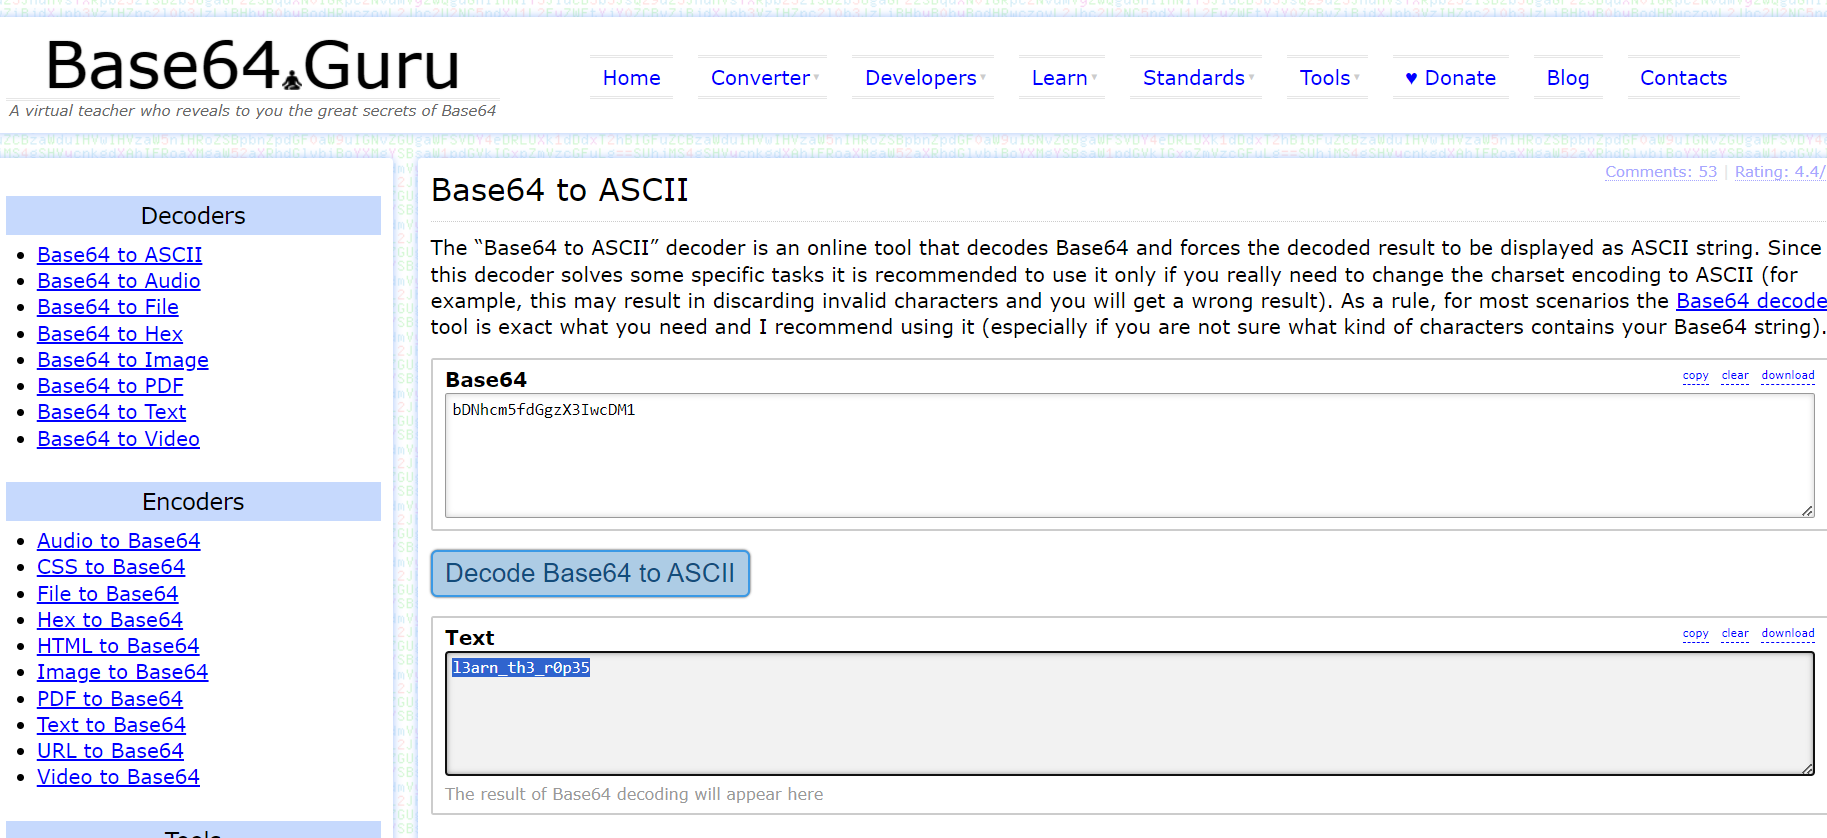 Base64.Guru
A virtual teacher who reveals to you the great secrets of Base64
Home
Converter
Developers
Learn
Standards
Tools
♥ Donate
Blog
Contacts
Decoders
Base64 to ASCII
Base64 to Audio
Base64 to File
Base64 to Hex
Base64 to Image
Base64 to PDF
Base64 to Text
Base64 to Video
Encoders
Audio to Base64
CSS to Base64
File to Base64
Hex to Base64
HTML to Base64
Image to Base64
PDF to Base64
Text to Base64
URL to Base64
Video to Base64
Tools
Comments: 53 | Rating: 4.4/
Base64 to ASCII
The “Base64 to ASCII” decoder is an online tool that decodes Base64 and forces the decoded result to be displayed as ASCII string. Since
this decoder solves some specific tasks it is recommended to use it only if you really need to change the charset encoding to ASCII (for
example, this may result in discarding invalid characters and you will get a wrong result). As a rule, for most scenarios the Base64 decode
tool is exact what you need and I recommend using it (especially if you are not sure what kind of characters contains your Base64 string).
Base64
copy clear download
bDNhcm5fdGgzX3IwcDM1
Decode Base64 to ASCII
Text
copy clear download
l3arn_th3_r0p35
The result of Base64 decoding will appear here